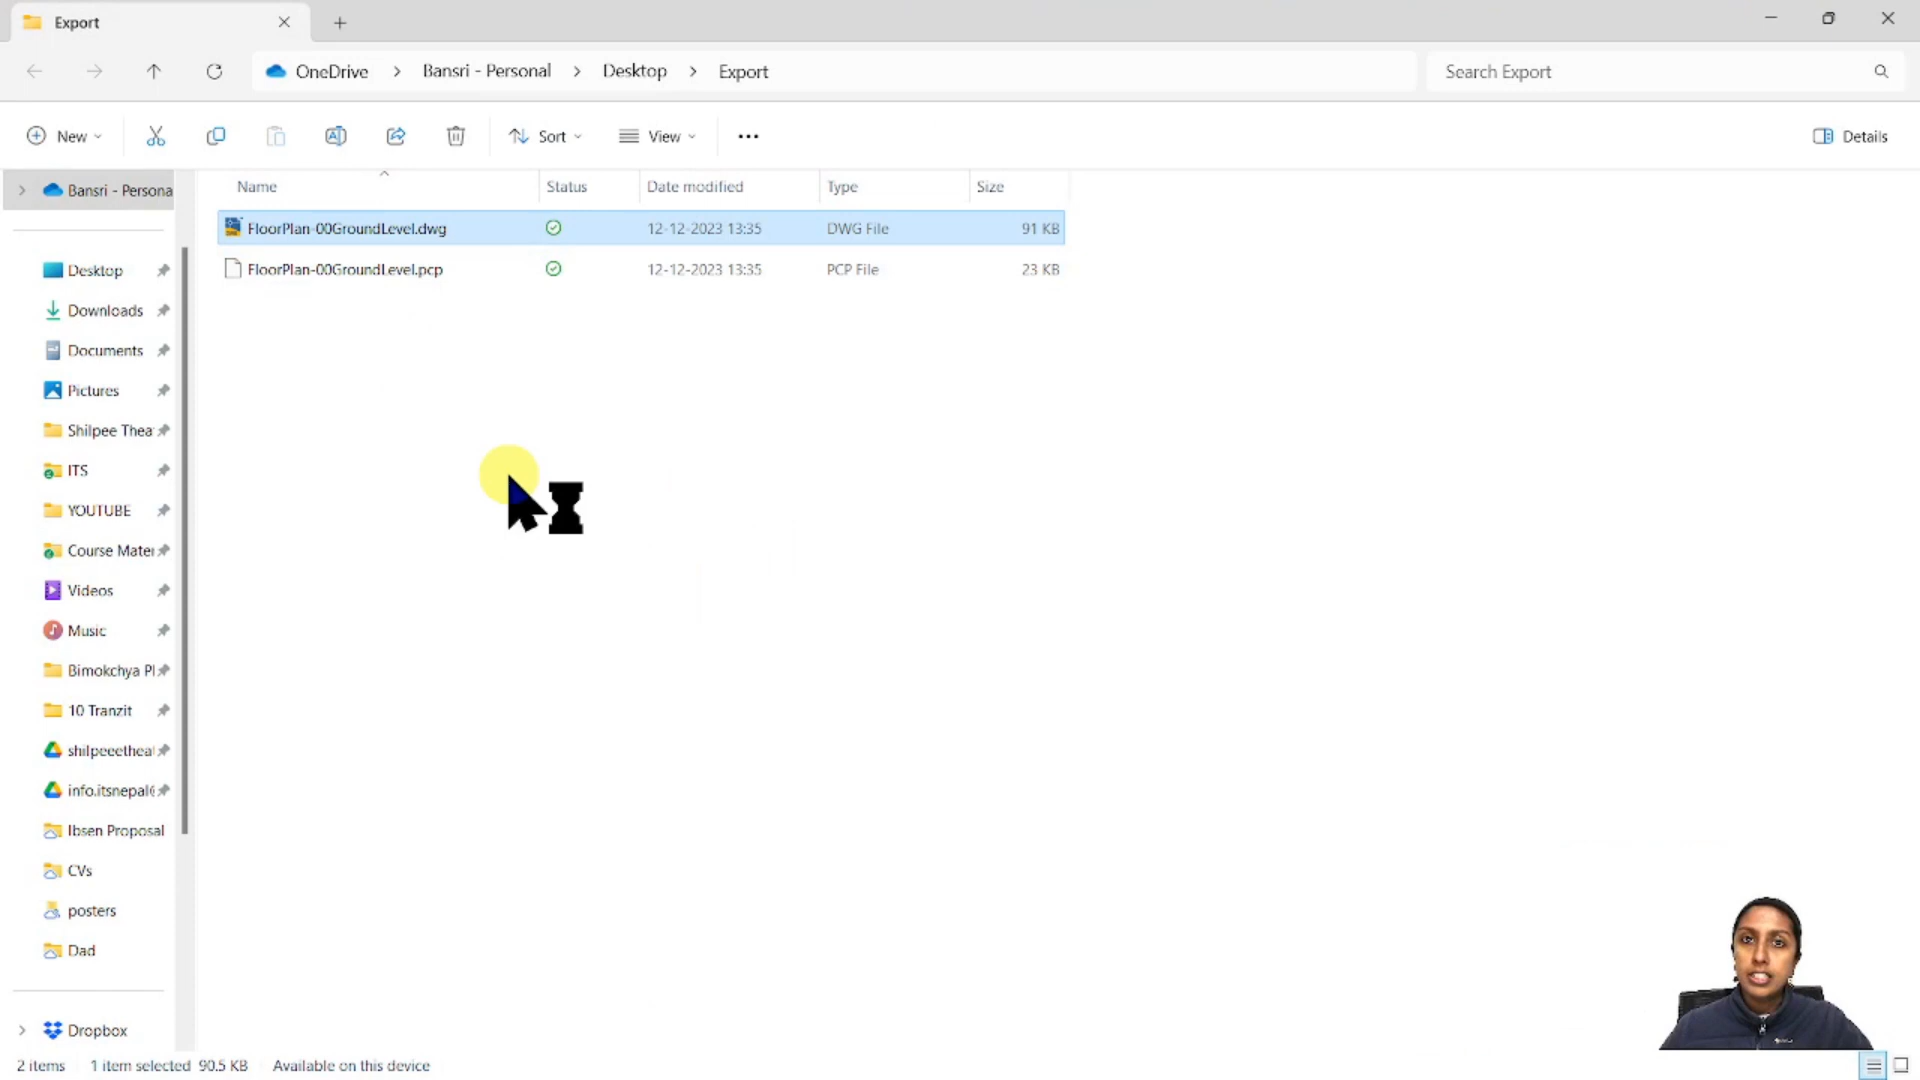 Export
OneDrive > Bansri - Personal > Desktop > Export
Search Export
New
Sort
View
Details
Bansri - Persona
Name Status Date modified Type Size
FloorPlan-00GroundLevel.dwg 12-12-2023 13:35 DWG File 91 KB
FloorPlan-00GroundLevel.pcp 12-12-2023 13:35 PCP File 23 KB
Desktop
Downloads
Documents
Pictures
Shilpee Thea
ITS
YOUTUBE
Course Mater
Videos
Music
Bimokchya Pl
10 Tranzit
shilpeeetheat
info.itsnepal
Ibsen Proposal
CVs
posters
Dad
Dropbox
2 items 1 item selected 90.5 KB Available on this device